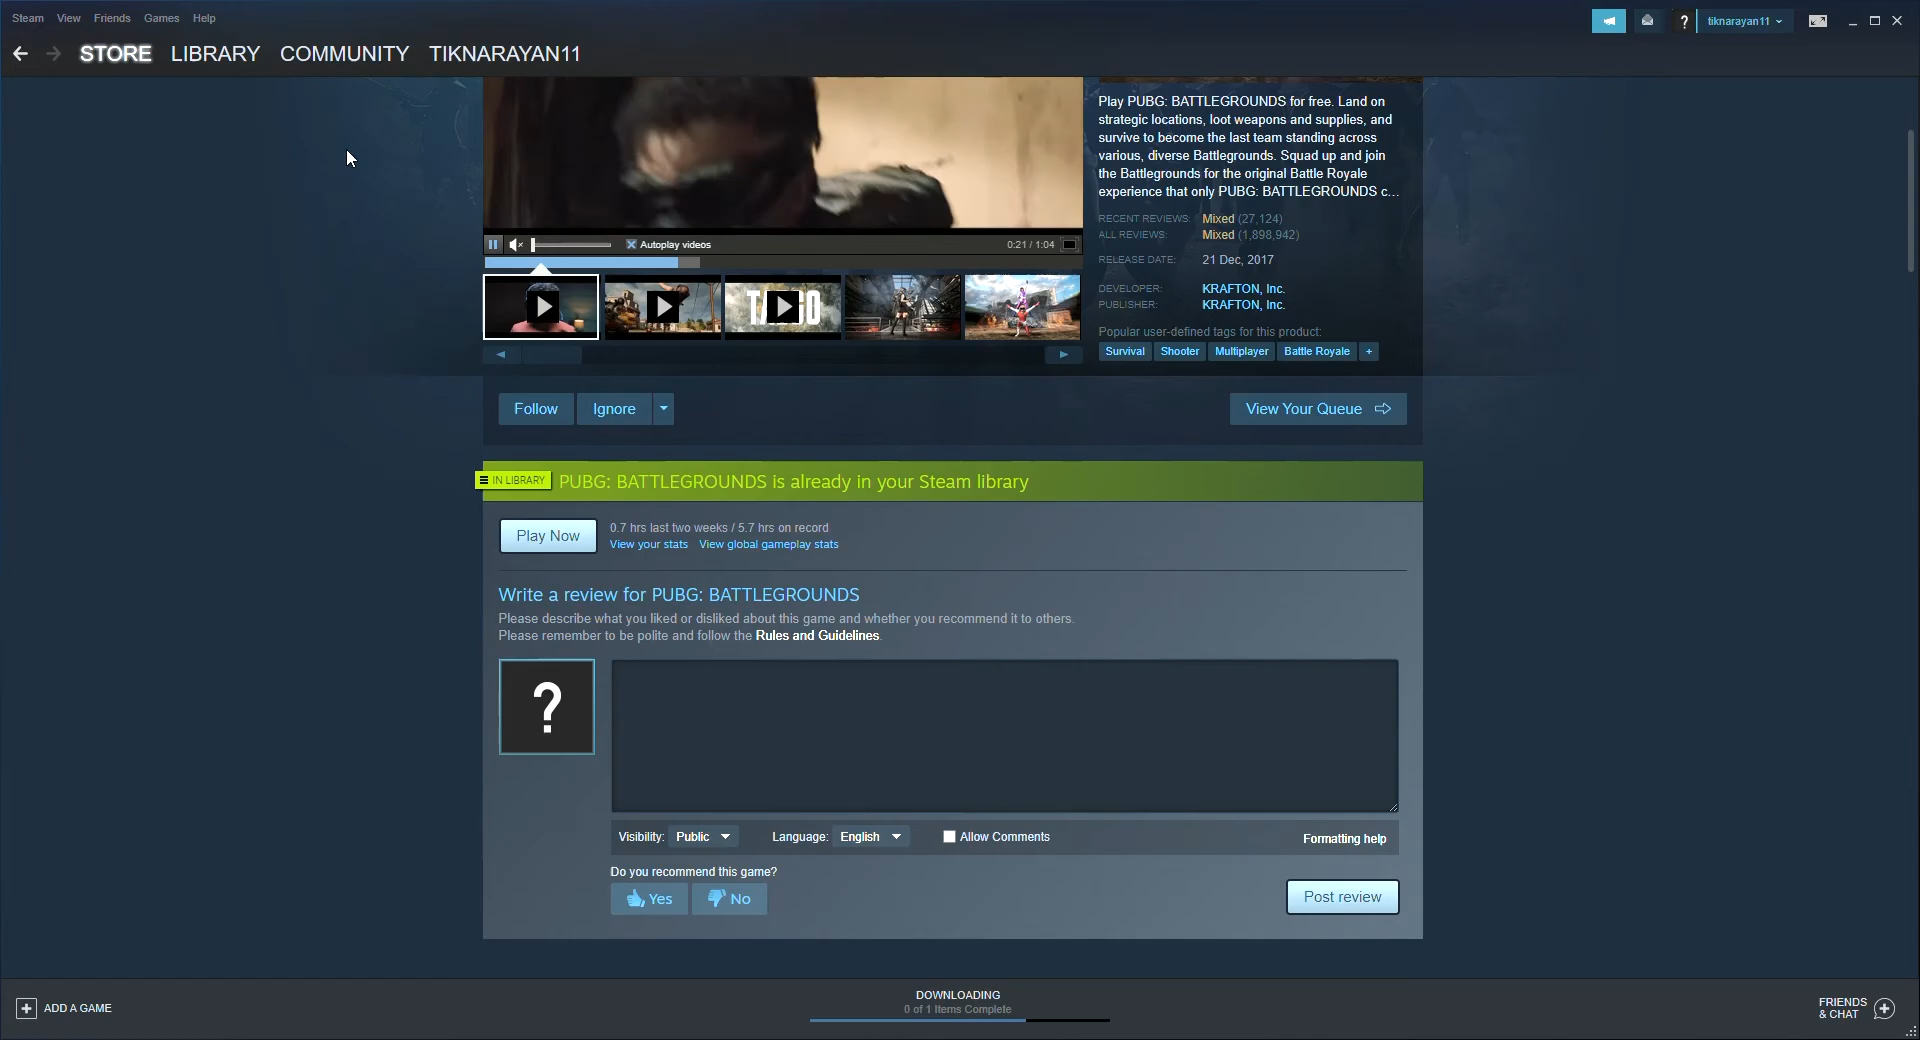 Steam View Friends Games Help
tiknarayan11
STORE LIBRARY COMMUNITY TIKNARAYAN11
Play PUBG: BATTLEGROUNDS for free. Land on
strategic locations, loot weapons and supplies, and
survive to become the last team standing across
various, diverse Battlegrounds. Squad up and join
the Battlegrounds for the original Battle Royale
experience that only PUBG: BATTLEGROUNDS c...
RECENT REVIEWS: Mixed (27,124)
ALL REVIEWS: Mixed (1,898,942)
RELEASE DATE: 21 Dec, 2017
DEVELOPER: KRAFTON, Inc.
PUBLISHER: KRAFTON, Inc.
Popular user-defined tags for this product:
Survival Shooter Multiplayer Battle Royale +
Autoplay videos 0:21 / 1:04
Follow Ignore View Your Queue
IN LIBRARY PUBG: BATTLEGROUNDS is already in your Steam library
Play Now 0.7 hrs last two weeks / 5.7 hrs on record
View your stats View global gameplay stats
Write a review for PUBG: BATTLEGROUNDS
Please describe what you liked or disliked about this game and whether you recommend it to others.
Please remember to be polite and follow the Rules and Guidelines.
?
Visibility: Public Language: English Allow Comments Formatting help
Do you recommend this game?
Yes No Post review
ADD A GAME
DOWNLOADING
0 of 1 Items Complete
FRIENDS
& CHAT